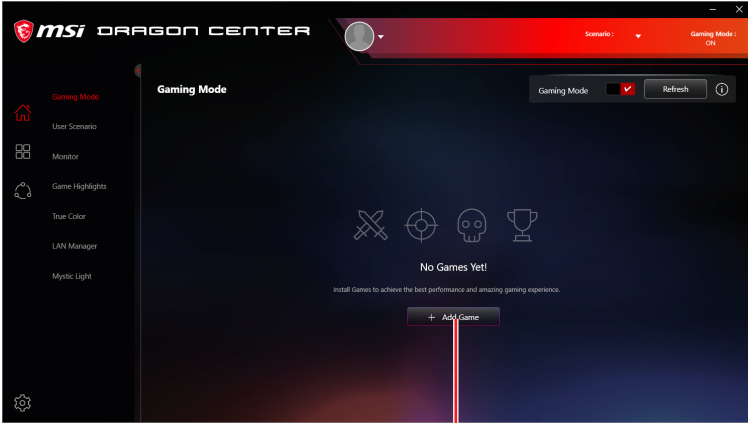 msi DRAGON CENTER
Scenario :
Gaming Mode :
ON
Gaming Mode
User Scenario
Monitor
Game Highlights
True Color
LAN Manager
Mystic Light
Gaming Mode
Gaming Mode
Refresh
No Games Yet!
Install Games to achieve the best performance and amazing gaming experience.
+ Add Game